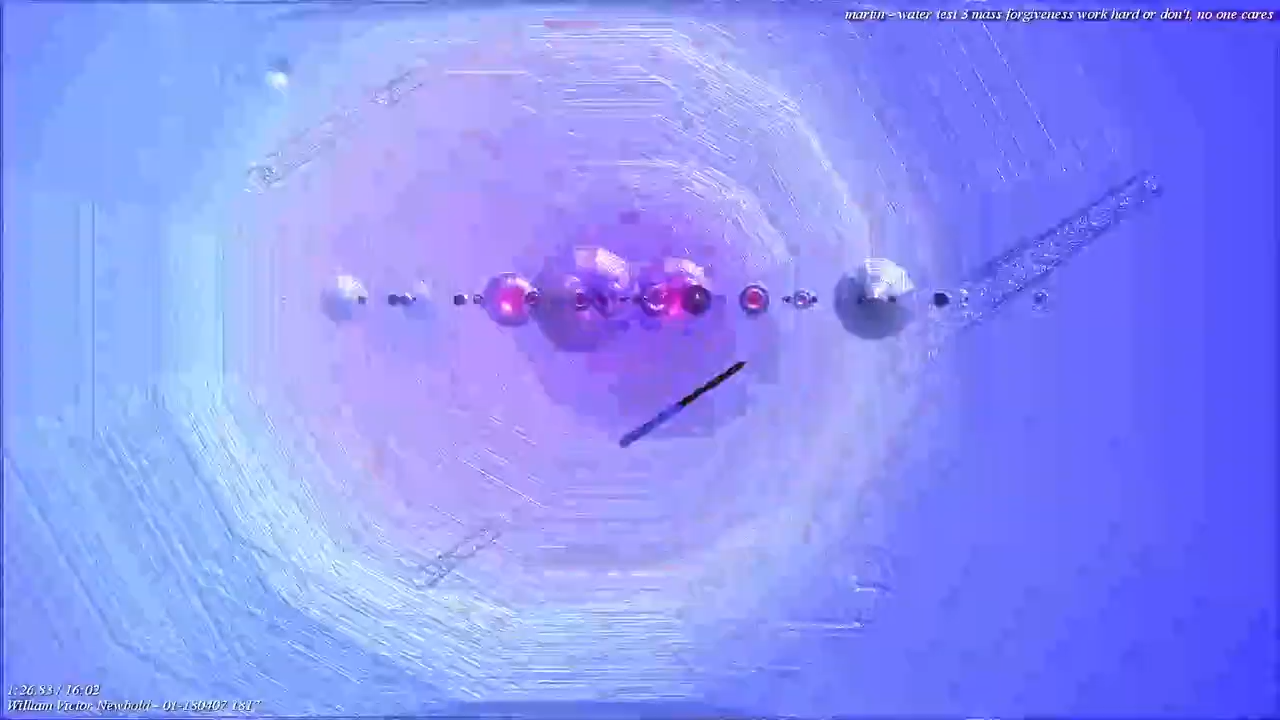 martin - water test 3 mass forgiveness work hard or don't, no one cares
1:26.83 / 16:02
William Victor Newbold - 01-180407 1817